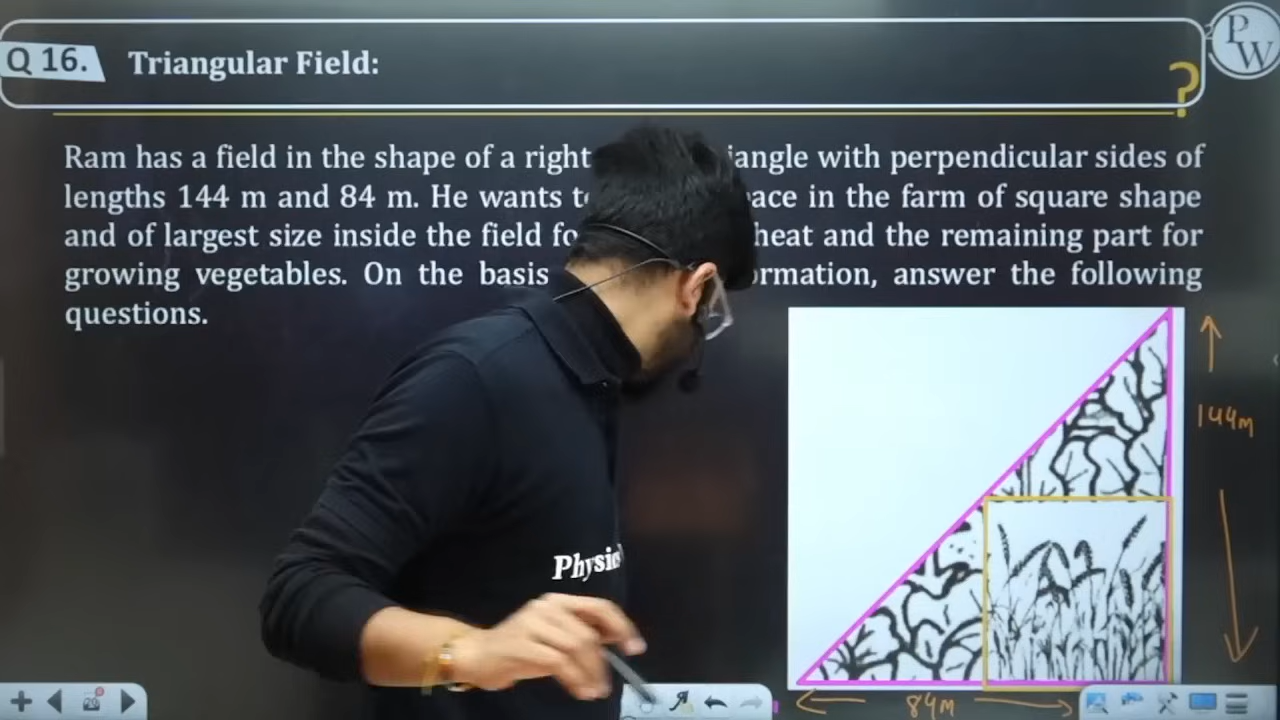 Q 16. Triangular Field:
PW
?
Ram has a field in the shape of a right iangle with perpendicular sides of
lengths 144 m and 84 m. He wants t ace in the farm of square shape
and of largest size inside the field fo heat and the remaining part for
growing vegetables. On the basis ormation, answer the following
questions.
144m
Physic
84m